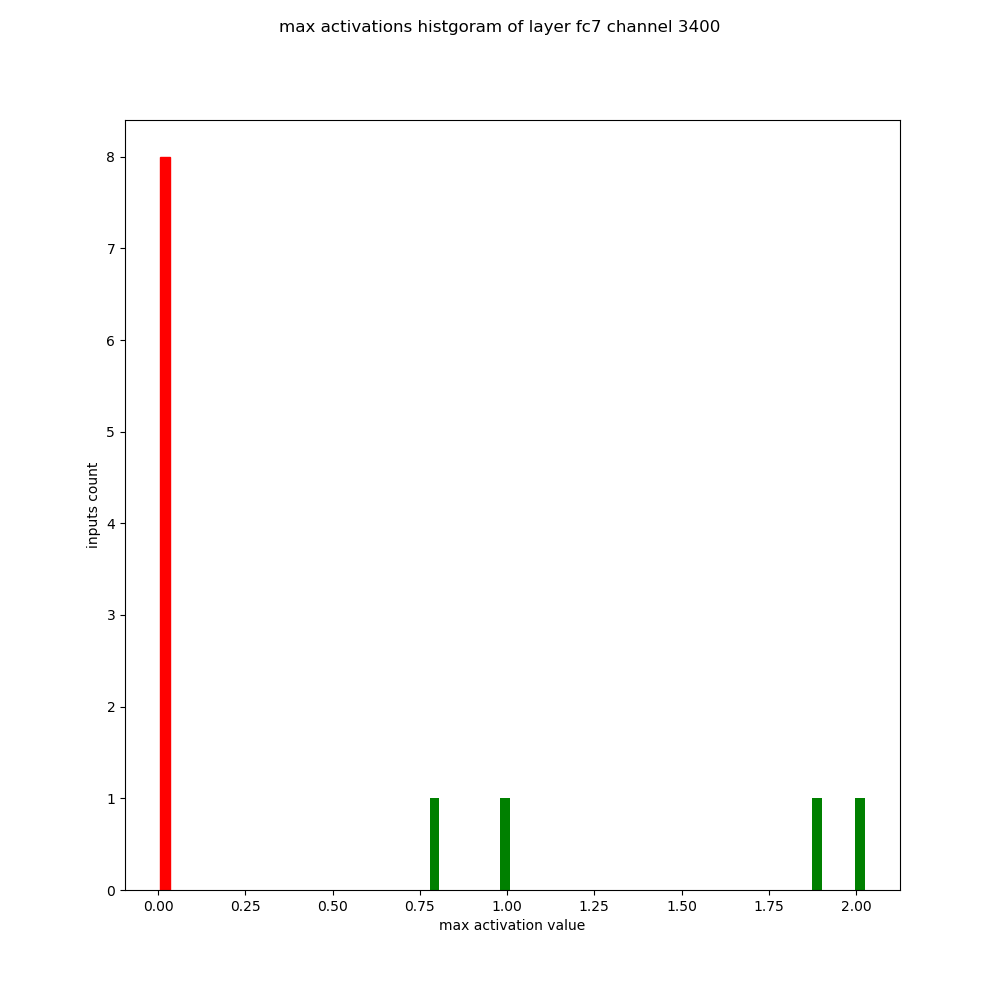 max activations histgoram of layer fc7 channel 3400
8
7
6
5
4
3
2
1
0
inputs count
0.00 0.25 0.50 0.75 1.00 1.25 1.50 1.75 2.00
max activation value